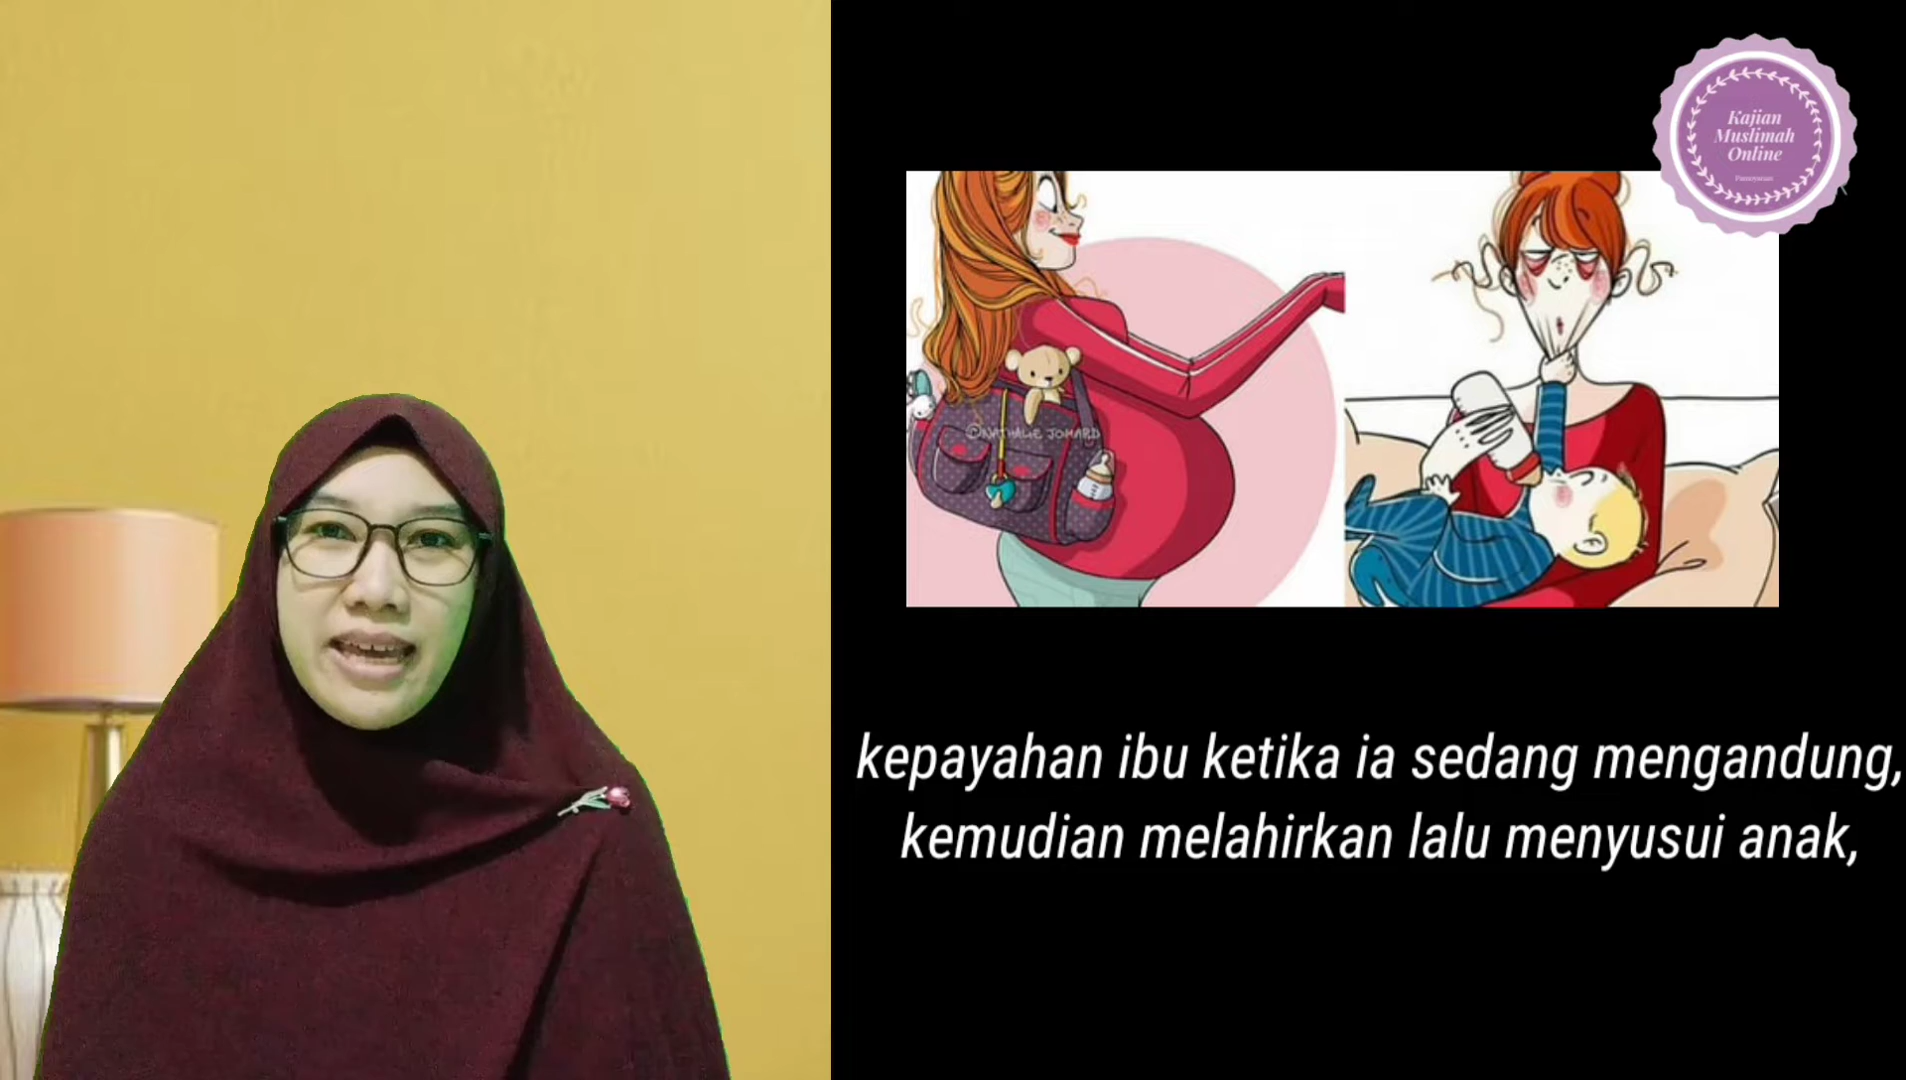 Kajian
Muslimah
Online
©NATHALIE JOMARD
kepayahan ibu ketika ia sedang mengandung,
kemudian melahirkan lalu menyusui anak,